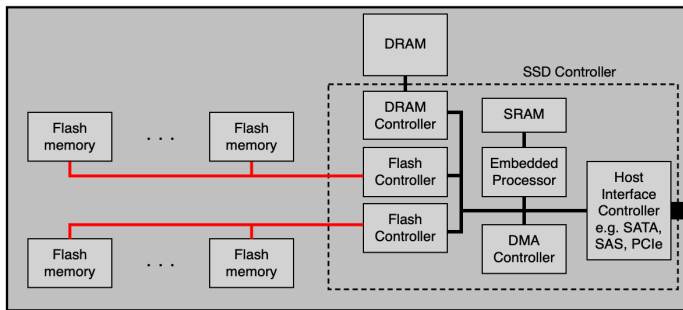 DRAM
SSD Controller
DRAM
Controller
SRAM
Flash
memory
. . .
Flash
memory
Flash
Controller
Embedded
Processor
Host
Interface
Controller
e.g. SATA,
SAS, PCIe
Flash
Controller
DMA
Controller
Flash
memory
. . .
Flash
memory